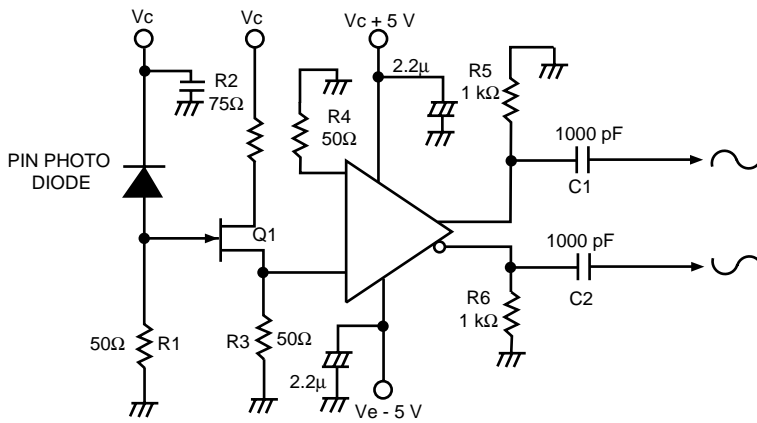 Vc
Vc
Vc + 5 V
2.2µ
R2
75Ω
R4
50Ω
R5
1 kΩ
1000 pF
C1
PIN PHOTO
DIODE
Q1
1000 pF
C2
R6
1 kΩ
50Ω
R1
R3
50Ω
2.2µ
Ve - 5 V